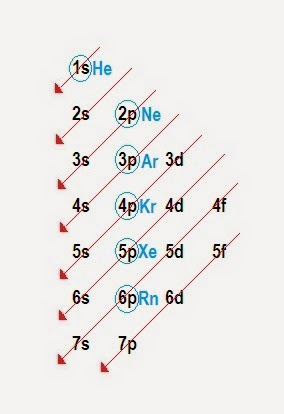 1s He
2s 2p Ne
3s 3p Ar 3d
4s 4p Kr 4d 4f
5s 5p Xe 5d 5f
6s 6p Rn 6d
7s 7p